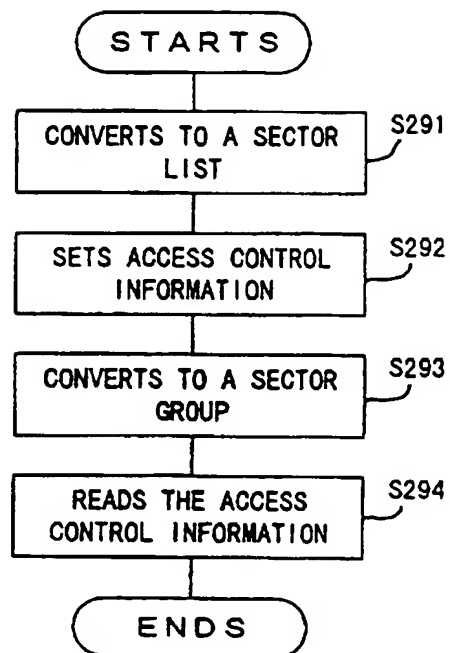 STARTS
CONVERTS TO A SECTOR
LIST
S291
SETS ACCESS CONTROL
INFORMATION
S292
CONVERTS TO A SECTOR
GROUP
S293
READS THE ACCESS
CONTROL INFORMATION
S294
ENDS